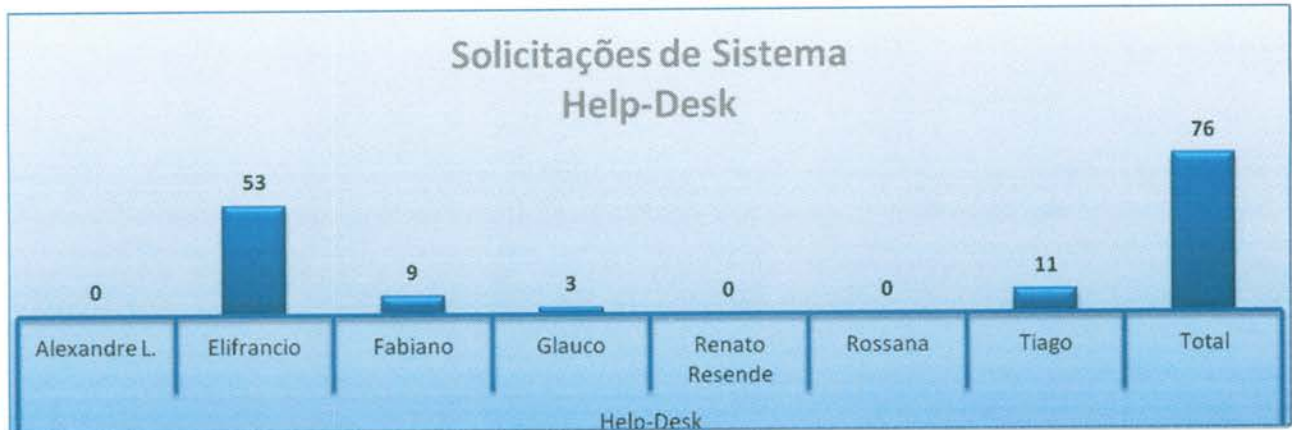 Solicitações de Sistema
Help-Desk
0
53
9
3
0
0
11
76
Alexandre L.
Elifrancio
Fabiano
Glauco
Renato
Resende
Rossana
Tiago
Total
Help-Desk